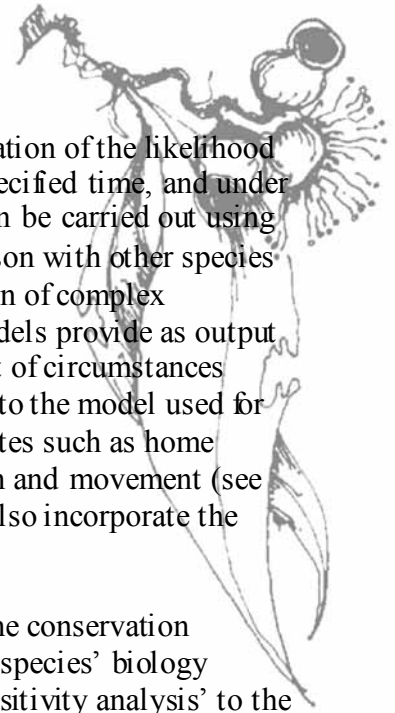 ation of the likelihood
ecified time, and under
n be carried out using
son with other species
n of complex
dels provide as output
t of circumstances
to the model used for
tes such as home
n and movement (see
lso incorporate the
ne conservation
species’ biology
sitivity analysis’ to the